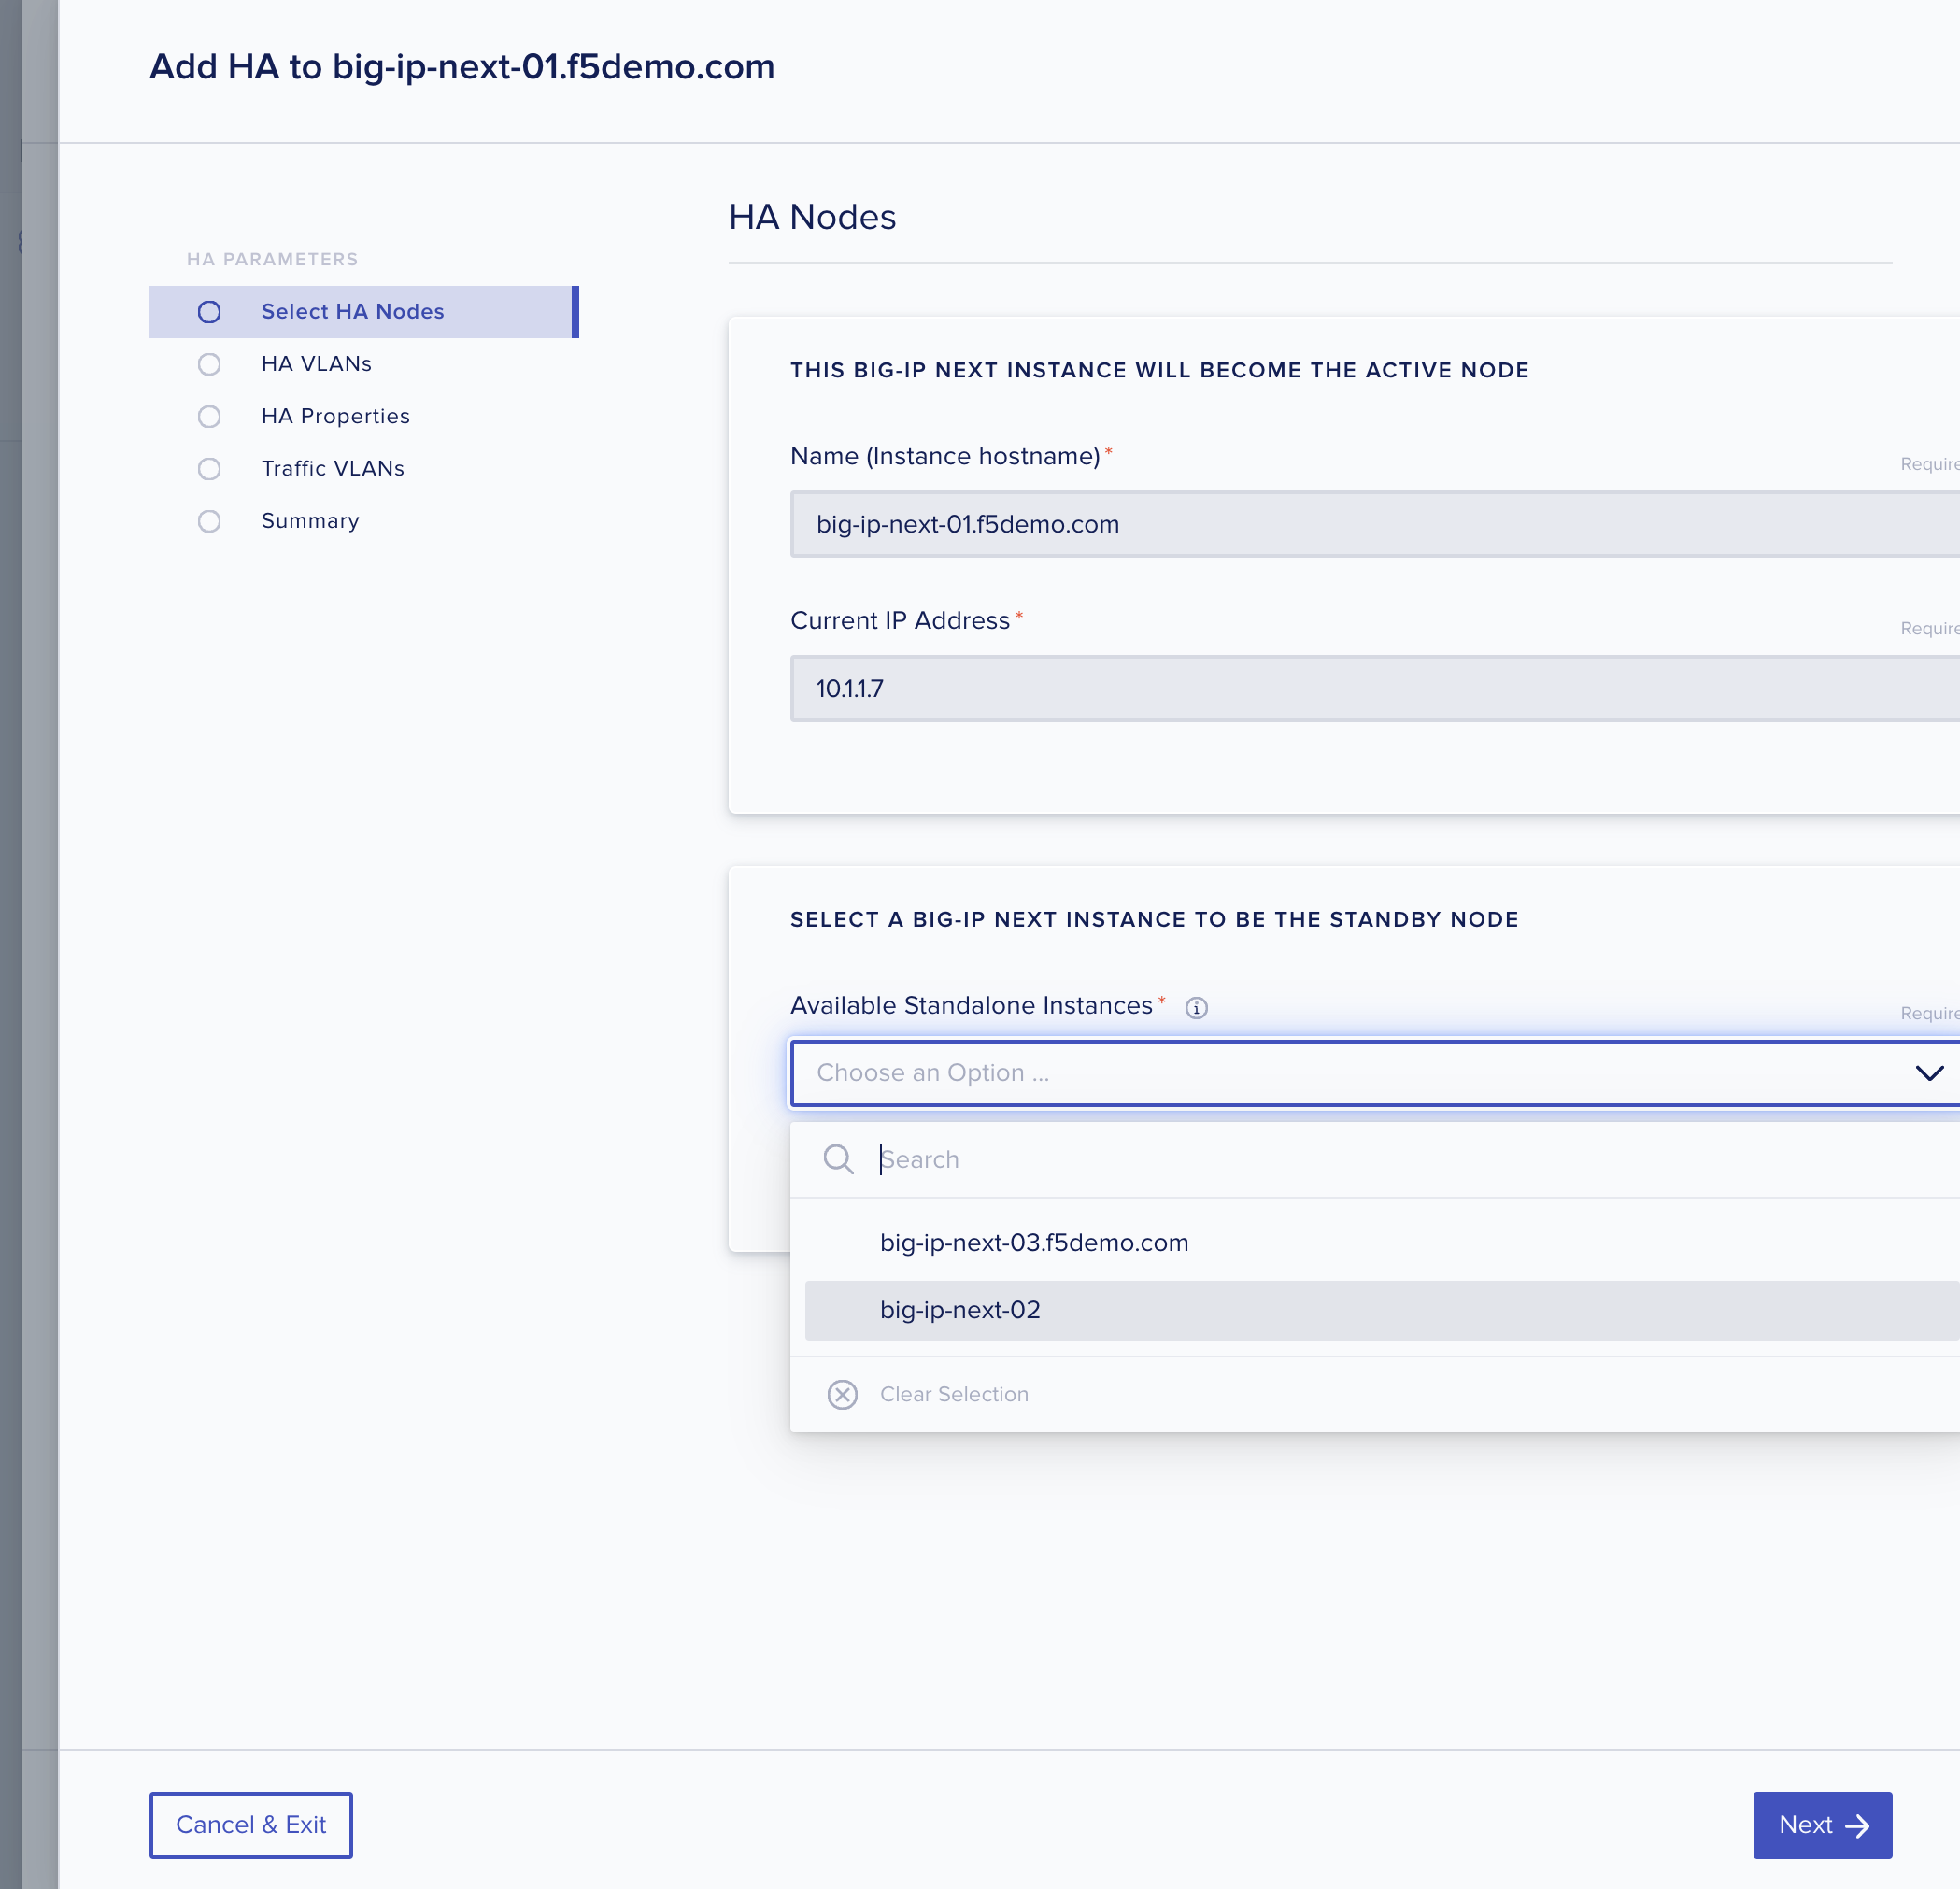 Add HA to big-ip-next-01.f5demo.com
HA PARAMETERS
Select HA Nodes
HA VLANs
HA Properties
Traffic VLANs
Summary
HA Nodes
THIS BIG-IP NEXT INSTANCE WILL BECOME THE ACTIVE NODE
Name (Instance hostname)*
Require
big-ip-next-01.f5demo.com
Current IP Address*
Require
10.1.1.7
SELECT A BIG-IP NEXT INSTANCE TO BE THE STANDBY NODE
Available Standalone Instances*
Require
Choose an Option ...
Search
big-ip-next-03.f5demo.com
big-ip-next-02
Clear Selection
Cancel & Exit
Next